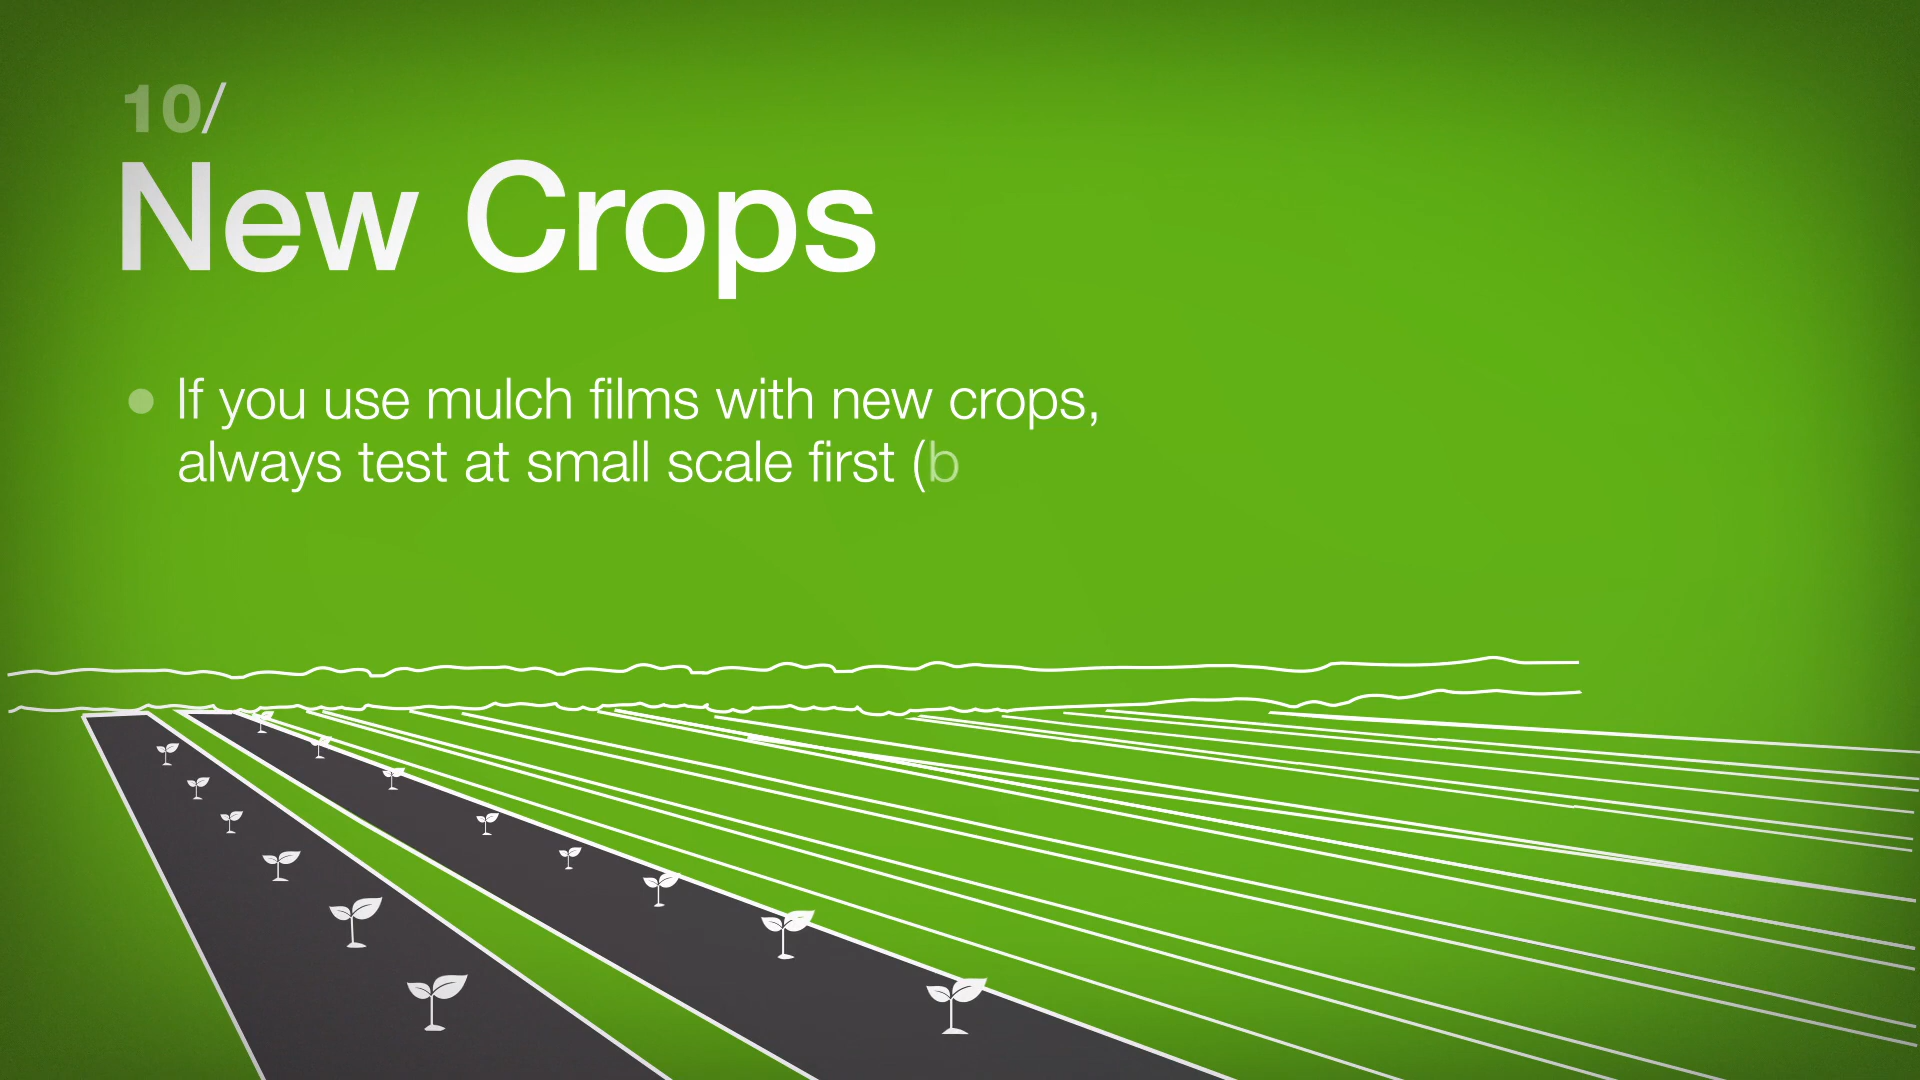 10/
New Crops
If you use mulch films with new crops,
always test at small scale first (b